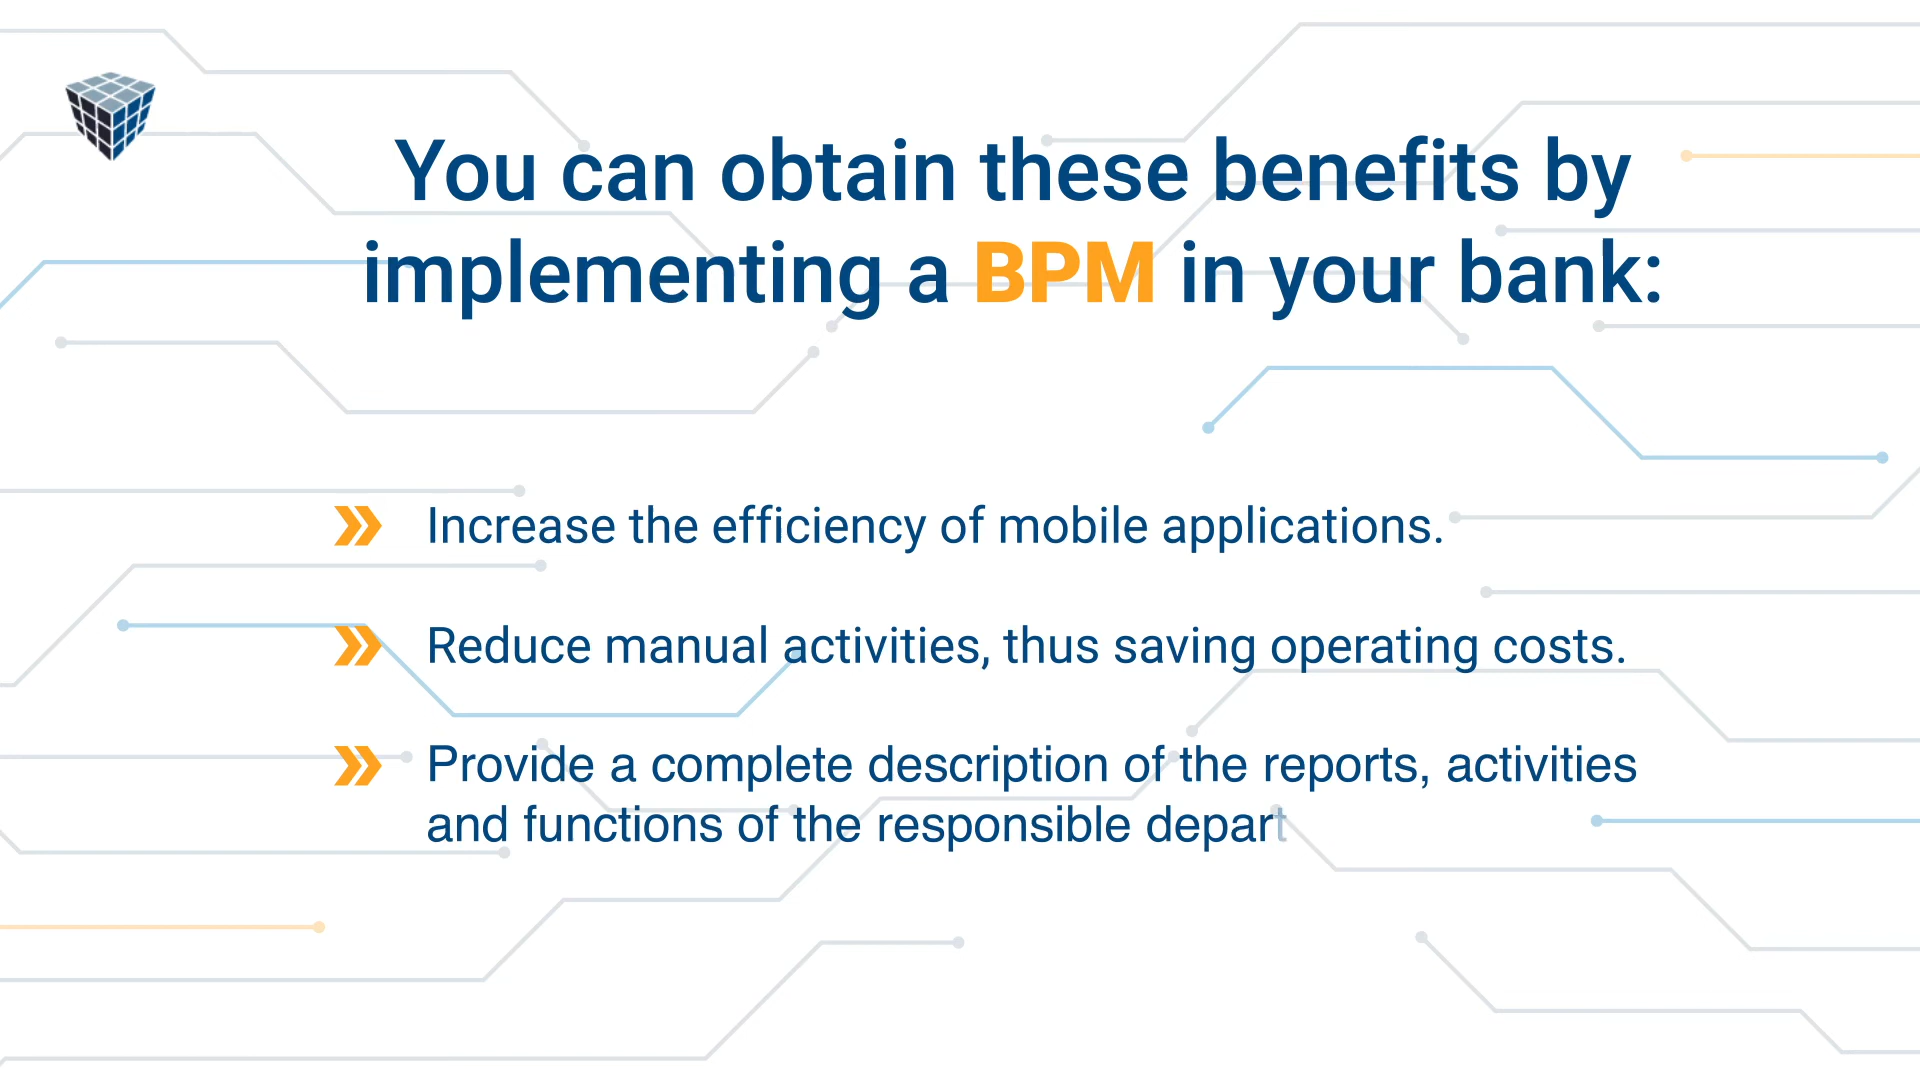 You can obtain these benefits by
implementing a BPM in your bank:
Increase the efficiency of mobile applications.
Reduce manual activities, thus saving operating costs.
Provide a complete description of the reports, activities
and functions of the responsible depart